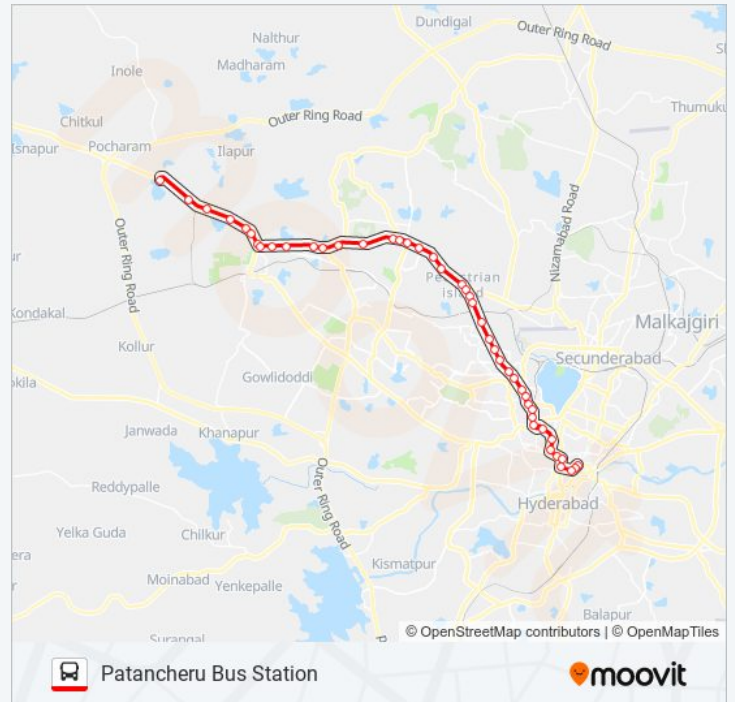 Dundigal
Nalthur
Outer Ring Road
Madharam
Inole
Thumuku
Chitkul
Outer Ring Road
Isnapur
Pocharam
Ilapur
Nizamabad Road
Outer Ring Road
Pedestrian
island
Kondakal
Malkajgiri
Kollur
Secunderabad
Gowlidoddi
Janwada
Khanapur
Outer Ring Road
Reddypalle
Hyderabad
Yelka Guda
Chilkur
Kismatpur
Moinabad
Yenkepalle
Balapur
Surangal
© OpenStreetMap contributors | © OpenMapTiles
Patancheru Bus Station
moovit